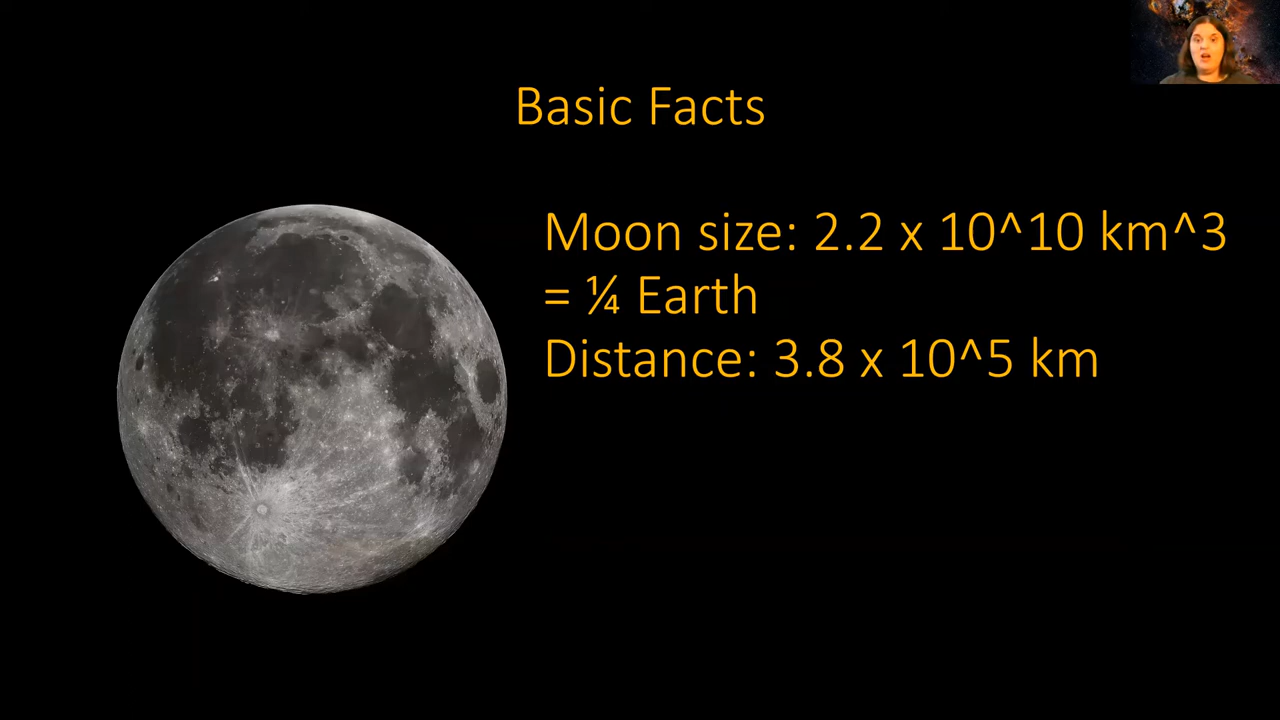 Basic Facts
Moon size: 2.2 x 10^10 km^3
= ¼ Earth
Distance: 3.8 x 10^5 km